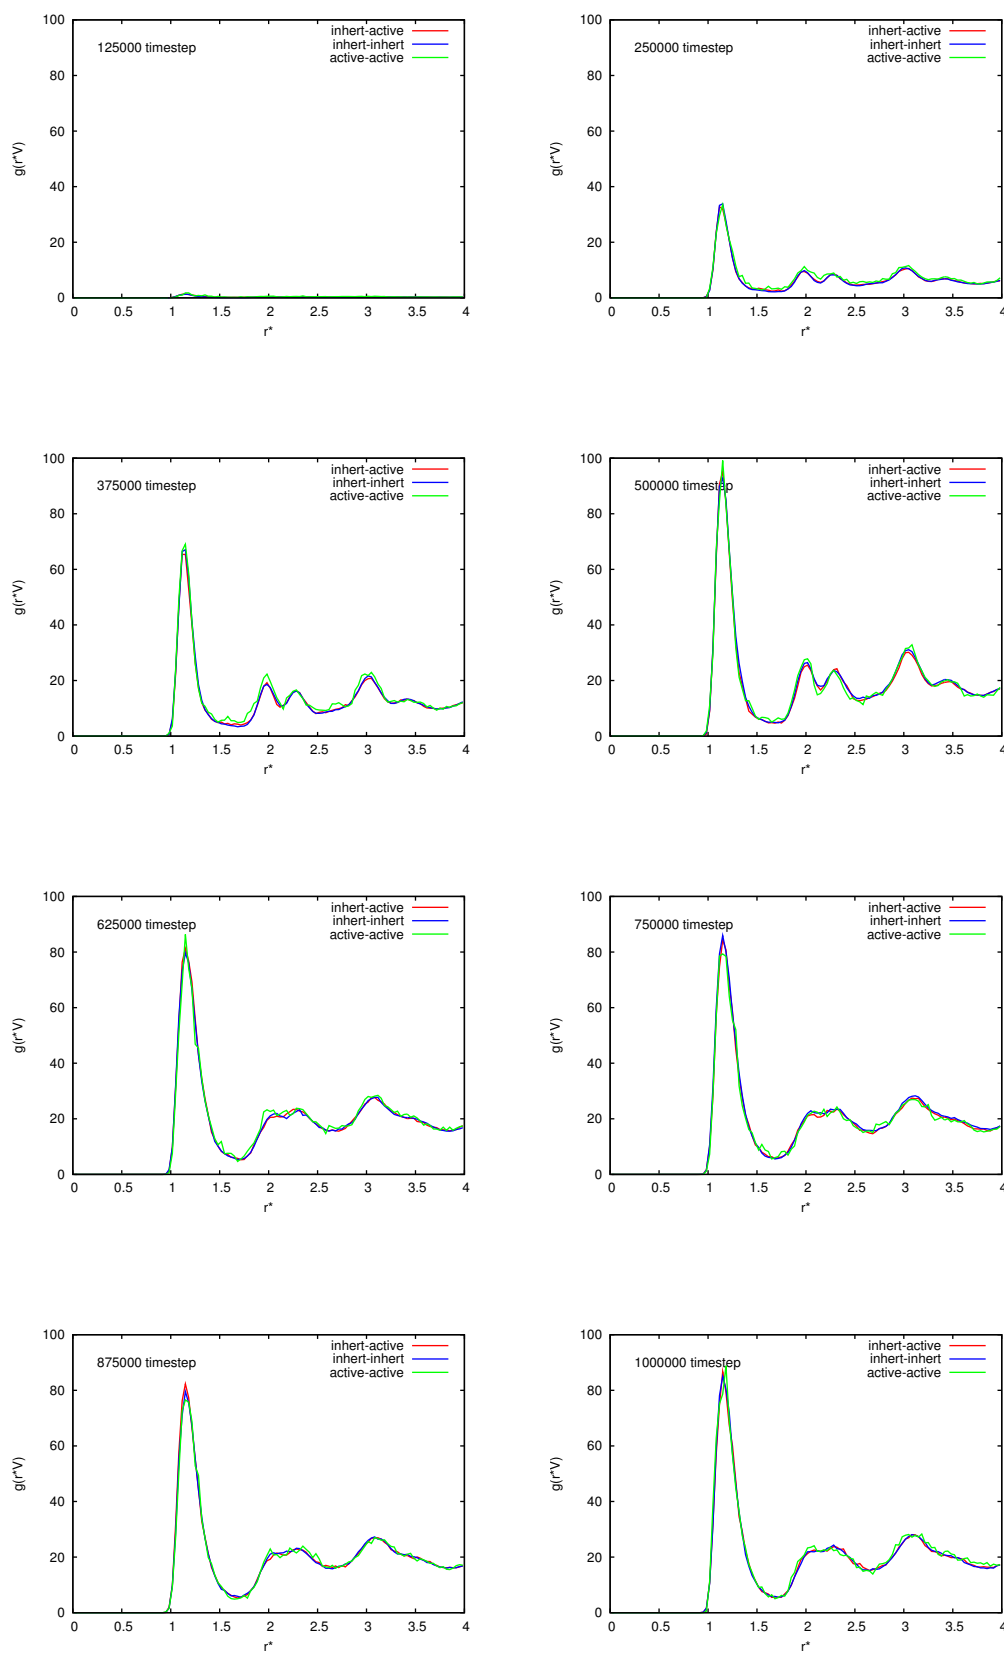 125000 timestep
inhert-active
inhert-inhert
active-active
100
80
60
40
20
0
g(r*V)
0 0.5 1 1.5 2 2.5 3 3.5 4
r*
250000 timestep
inhert-active
inhert-inhert
active-active
100
80
60
40
20
0
g(r*V)
0 0.5 1 1.5 2 2.5 3 3.5 4
r*
375000 timestep
inhert-active
inhert-inhert
active-active
100
80
60
40
20
0
g(r*V)
0 0.5 1 1.5 2 2.5 3 3.5 4
r*
500000 timestep
inhert-active
inhert-inhert
active-active
100
80
60
40
20
0
g(r*V)
0 0.5 1 1.5 2 2.5 3 3.5 4
r*
625000 timestep
inhert-active
inhert-inhert
active-active
100
80
60
40
20
0
g(r*V)
0 0.5 1 1.5 2 2.5 3 3.5 4
r*
750000 timestep
inhert-active
inhert-inhert
active-active
100
80
60
40
20
0
g(r*V)
0 0.5 1 1.5 2 2.5 3 3.5 4
r*
875000 timestep
inhert-active
inhert-inhert
active-active
100
80
60
40
20
0
g(r*V)
0 0.5 1 1.5 2 2.5 3 3.5 4
r*
1000000 timestep
inhert-active
inhert-inhert
active-active
100
80
60
40
20
0
g(r*V)
0 0.5 1 1.5 2 2.5 3 3.5 4
r*